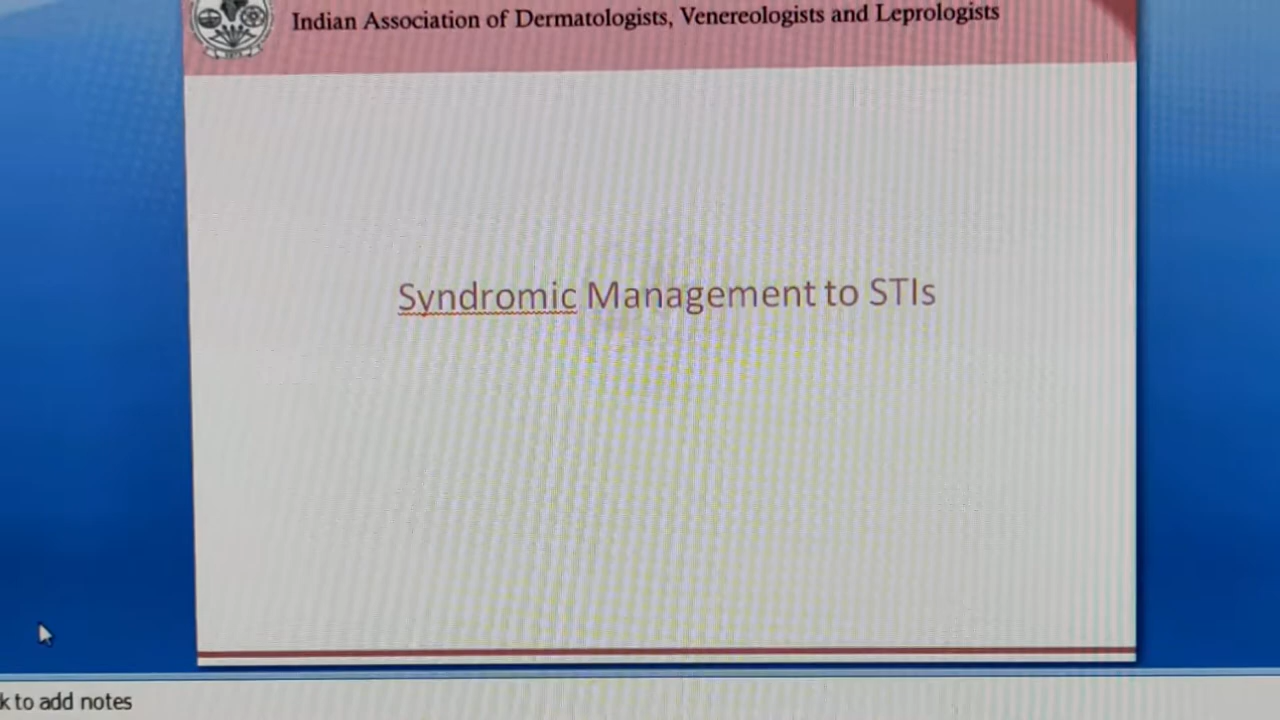 Indian Association of Dermatologists, Venereologists and Leprologists
Syndromic Management to STIs
k to add notes